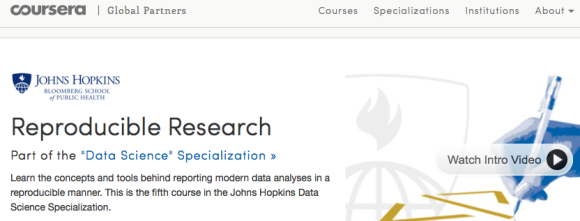 coursera | Global Partners
Courses Specializations Institutions About
JOHNS HOPKINS
BLOOMBERG SCHOOL
of PUBLIC HEALTH
Reproducible Research
Part of the "Data Science" Specialization »
Watch Intro Video
Learn the concepts and tools behind reporting modern data analyses in a
reproducible manner. This is the fifth course in the Johns Hopkins Data
Science Specialization.